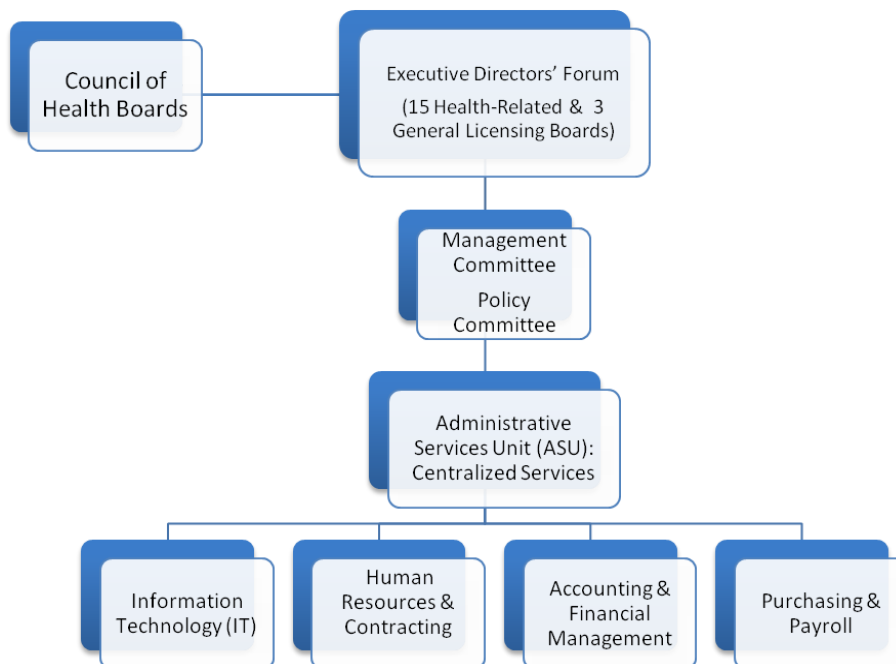 Council of
Health Boards
Executive Directors’ Forum
(15 Health-Related & 3
General Licensing Boards)
Management
Committee
Policy
Committee
Administrative
Services Unit (ASU):
Centralized Services
Information
Technology (IT)
Human
Resources &
Contracting
Accounting &
Financial
Management
Purchasing &
Payroll